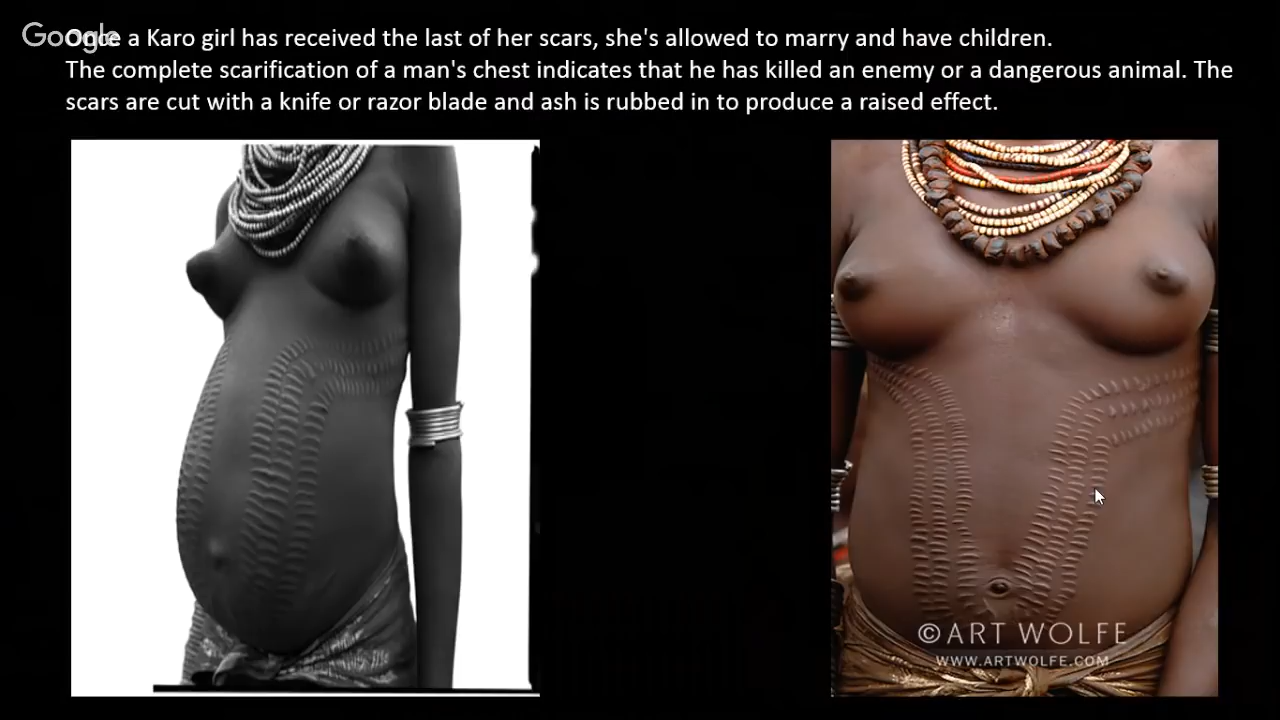 Google
Once a Karo girl has received the last of her scars, she's allowed to marry and have children.
The complete scarification of a man's chest indicates that he has killed an enemy or a dangerous animal. The
scars are cut with a knife or razor blade and ash is rubbed in to produce a raised effect.
©ART WOLFE
WWW.ARTWOLFE.COM